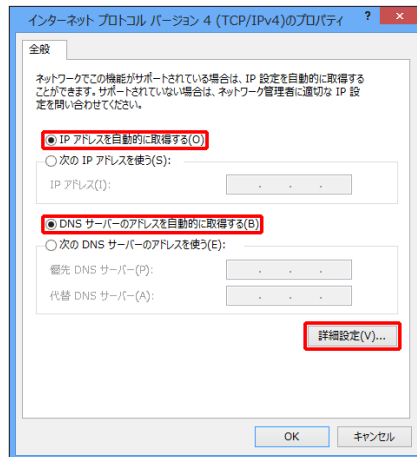 インターネット プロトコル バージョン 4 (TCP/IPv4)のプロパティ
?
×
全般
ネットワークでこの機能がサポートされている場合は、IP 設定を自動的に取得する
ことができます。サポートされていない場合は、ネットワーク管理者に適切な IP 設
定を問い合わせてください。
IP アドレスを自動的に取得する(O)
次の IP アドレスを使う(S):
IP アドレス(I):
DNS サーバーのアドレスを自動的に取得する(B)
次の DNS サーバーのアドレスを使う(E):
優先 DNS サーバー(P):
代替 DNS サーバー(A):
詳細設定(V)...
OK
キャンセル